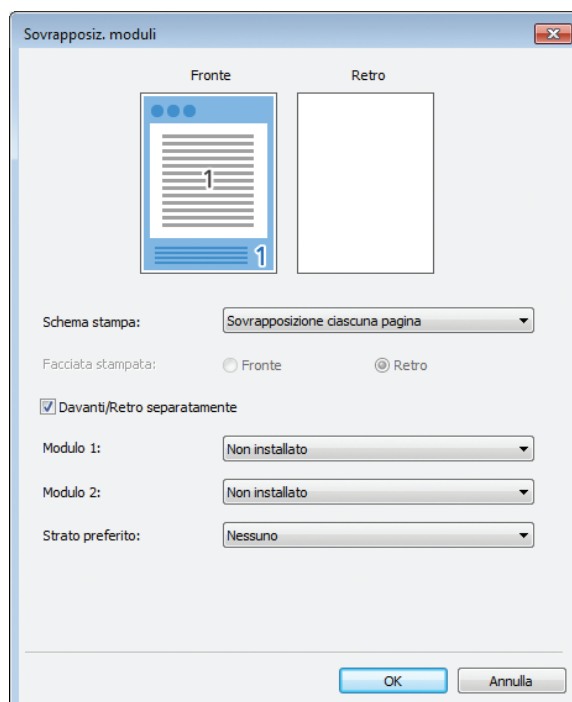 Sovrapposiz. moduli
Fronte Retro
1
1
Schema stampa: Sovrapposizione ciascuna pagina
Facciata stampata: Fronte Retro
Davanti/Retro separatamente
Modulo 1: Non installato
Modulo 2: Non installato
Strato preferito: Nessuno
OK Annulla